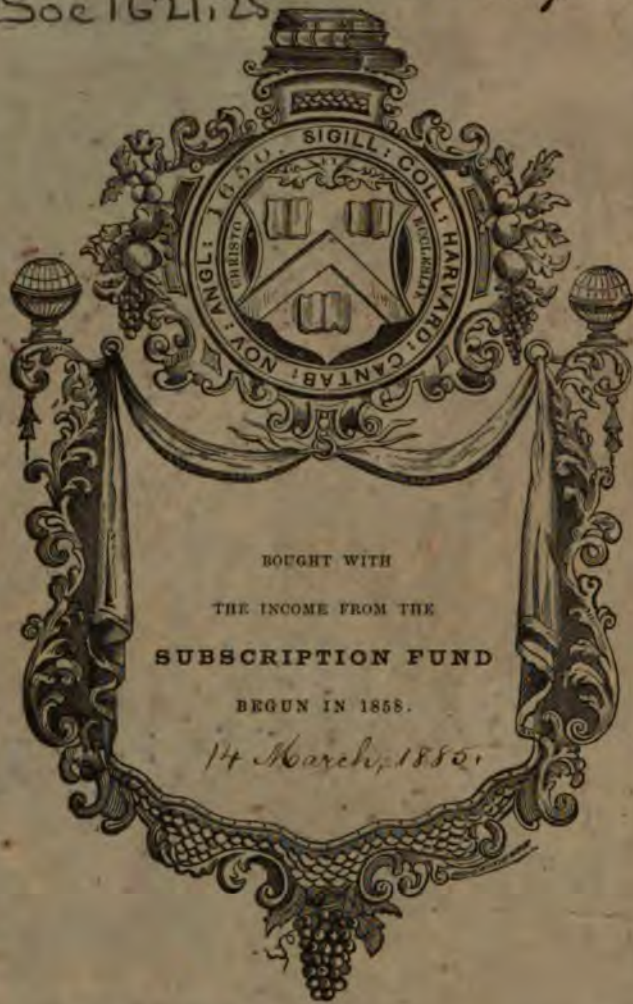 Soc 1621.25
SIGILL: COLL: HARVARD: CANTAB: NOV: ANGL: 1650.
CHRISTO
ECCLESIAE
BOUGHT WITH
THE INCOME FROM THE
SUBSCRIPTION FUND
BEGUN IN 1858.
14 March, 1885.